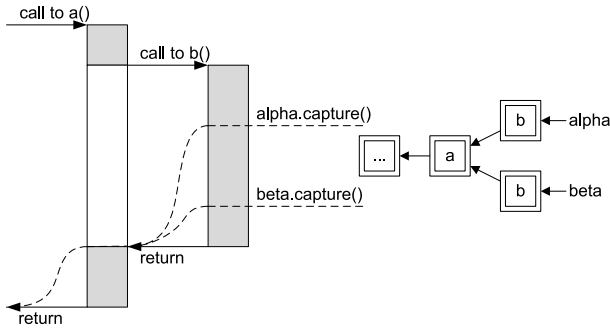 call to a()
call to b()
alpha.capture()
b
alpha
...
a
beta.capture()
b
beta
return
return